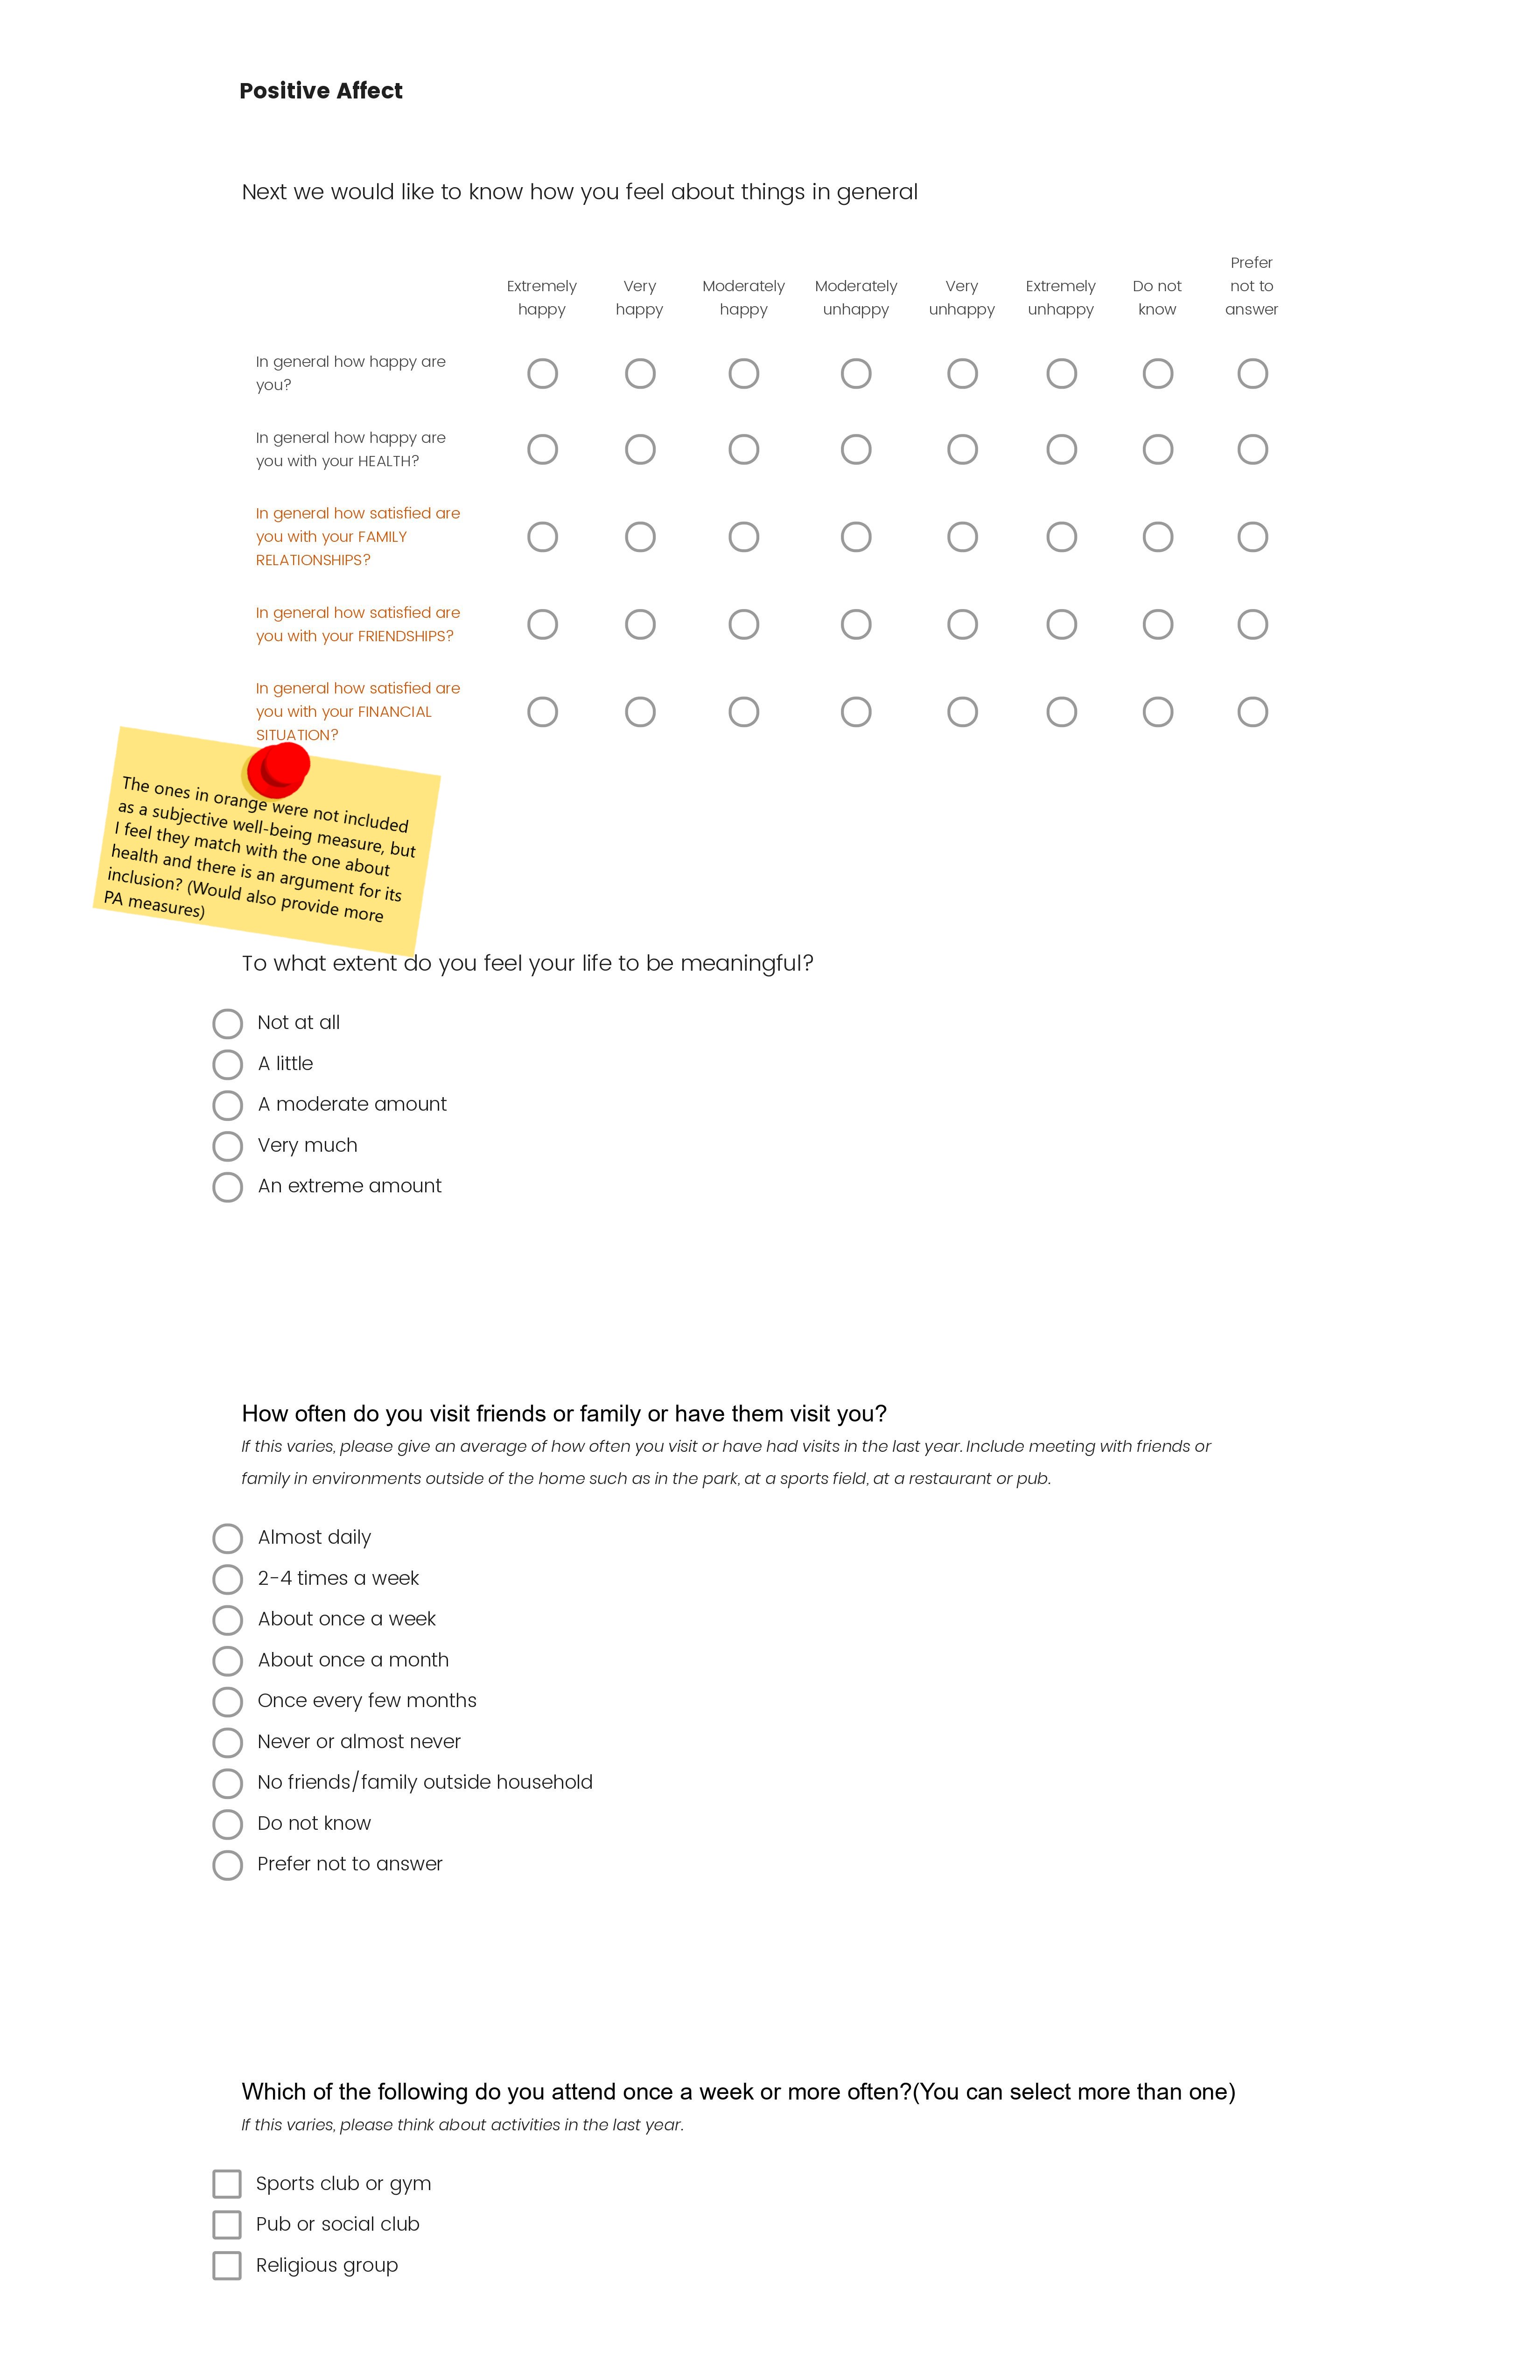 Positive Affect
Next we would like to know how you feel about things in general
Extremely happy Very happy Moderately happy Moderately unhappy Very unhappy Extremely unhappy Do not know Prefer not to answer
In general how happy are
you?
In general how happy are
you with your HEALTH?
In general how satisfied are
you with your FAMILY
RELATIONSHIPS?
In general how satisfied are
you with your FRIENDSHIPS?
In general how satisfied are
you with your FINANCIAL
SITUATION?
The ones in orange were not included
as a subjective well-being measure, but
I feel they match with the one about
health and there is an argument for its
inclusion? (Would also provide more
PA measures)
To what extent do you feel your life to be meaningful?
Not at all
A little
A moderate amount
Very much
An extreme amount
How often do you visit friends or family or have them visit you?
If this varies, please give an average of how often you visit or have had visits in the last year. Include meeting with friends or
family in environments outside of the home such as in the park, at a sports field, at a restaurant or pub.
Almost daily
2-4 times a week
About once a week
About once a month
Once every few months
Never or almost never
No friends/family outside household
Do not know
Prefer not to answer
Which of the following do you attend once a week or more often?(You can select more than one)
If this varies, please think about activities in the last year.
Sports club or gym
Pub or social club
Religious group